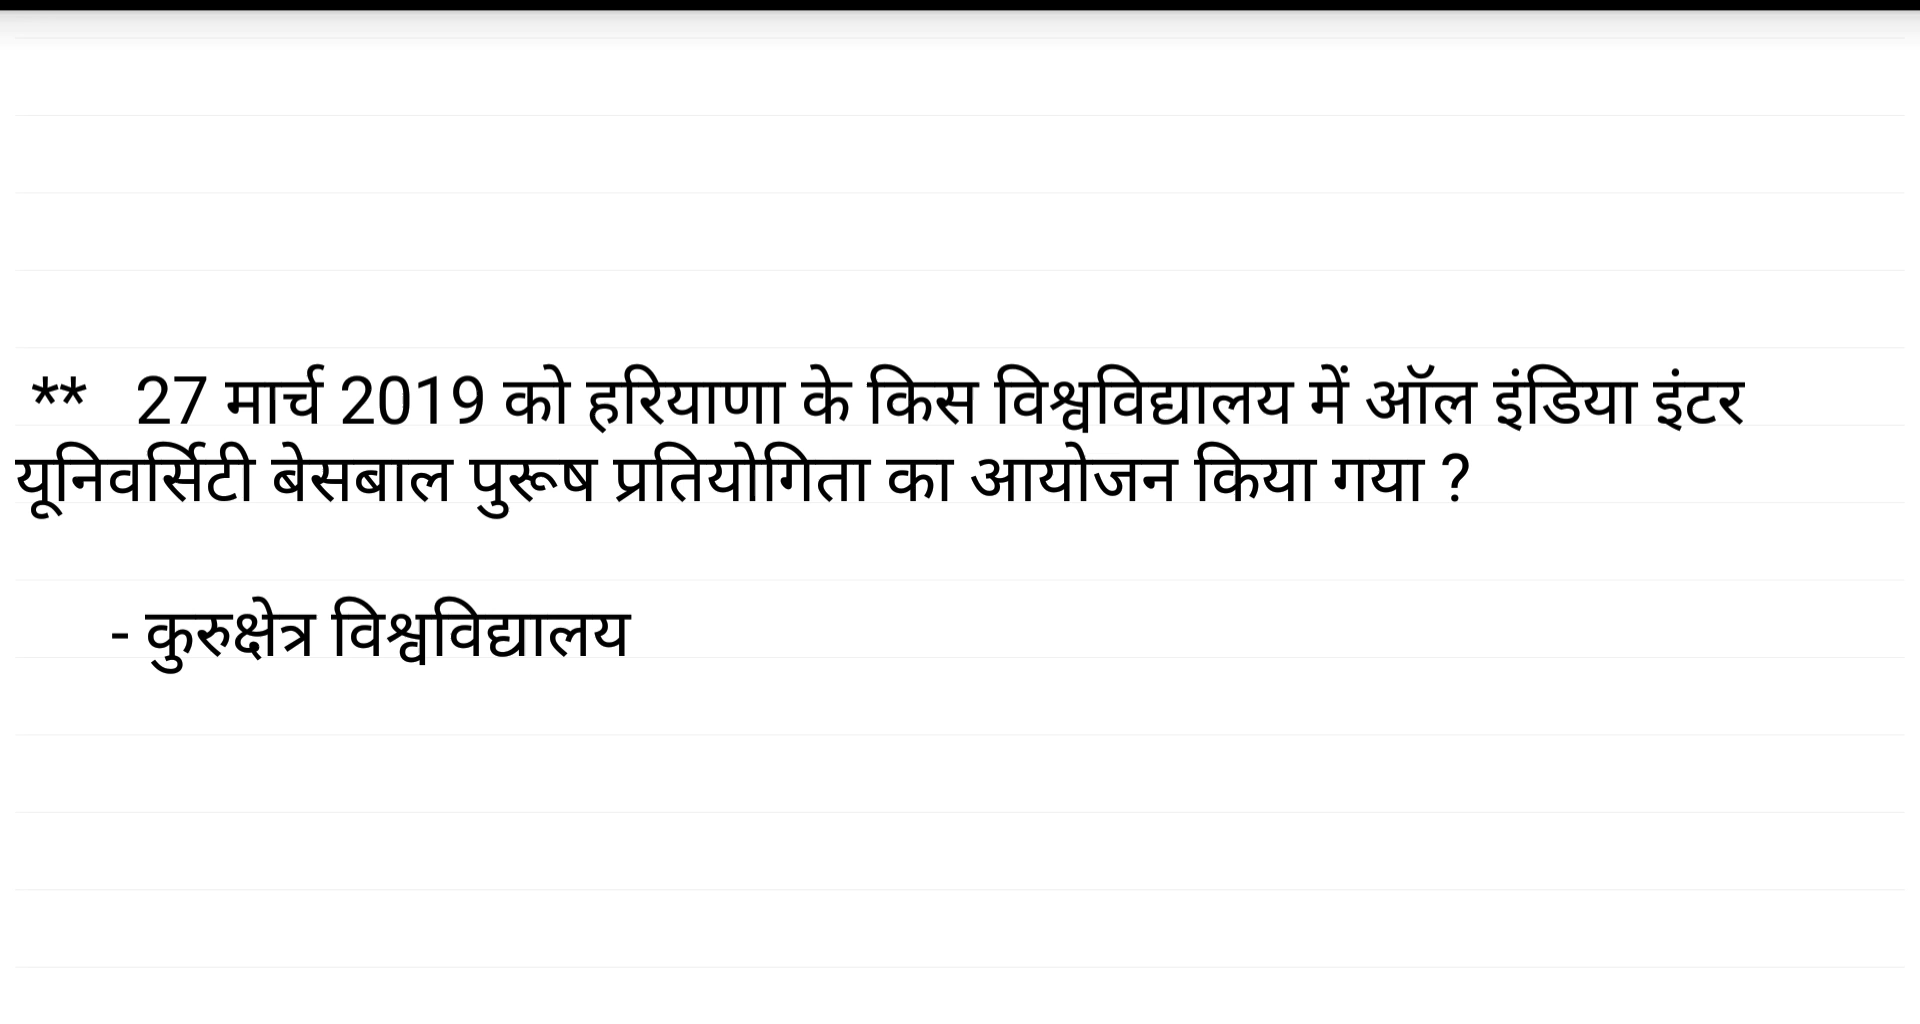 ** 27 मार्च 2019 को हरियाणा के किस विश्वविद्यालय में ऑल इंडिया इंटर
यूनिवर्सिटी बेसबाल पुरूष प्रतियोगिता का आयोजन किया गया ?
- कुरुक्षेत्र विश्वविद्यालय